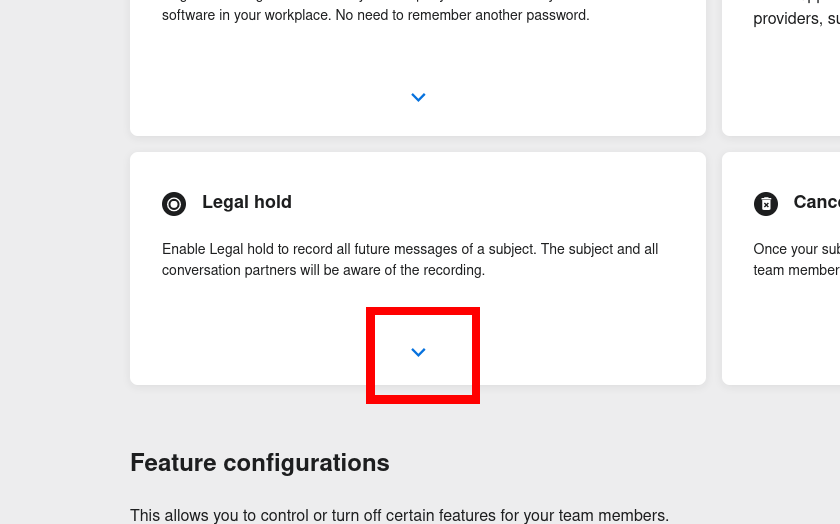 software in your workplace. No need to remember another password.
providers, su
Legal hold
Enable Legal hold to record all future messages of a subject. The subject and all
conversation partners will be aware of the recording.
Canc
Once your sub
team member
Feature configurations
This allows you to control or turn off certain features for your team members.